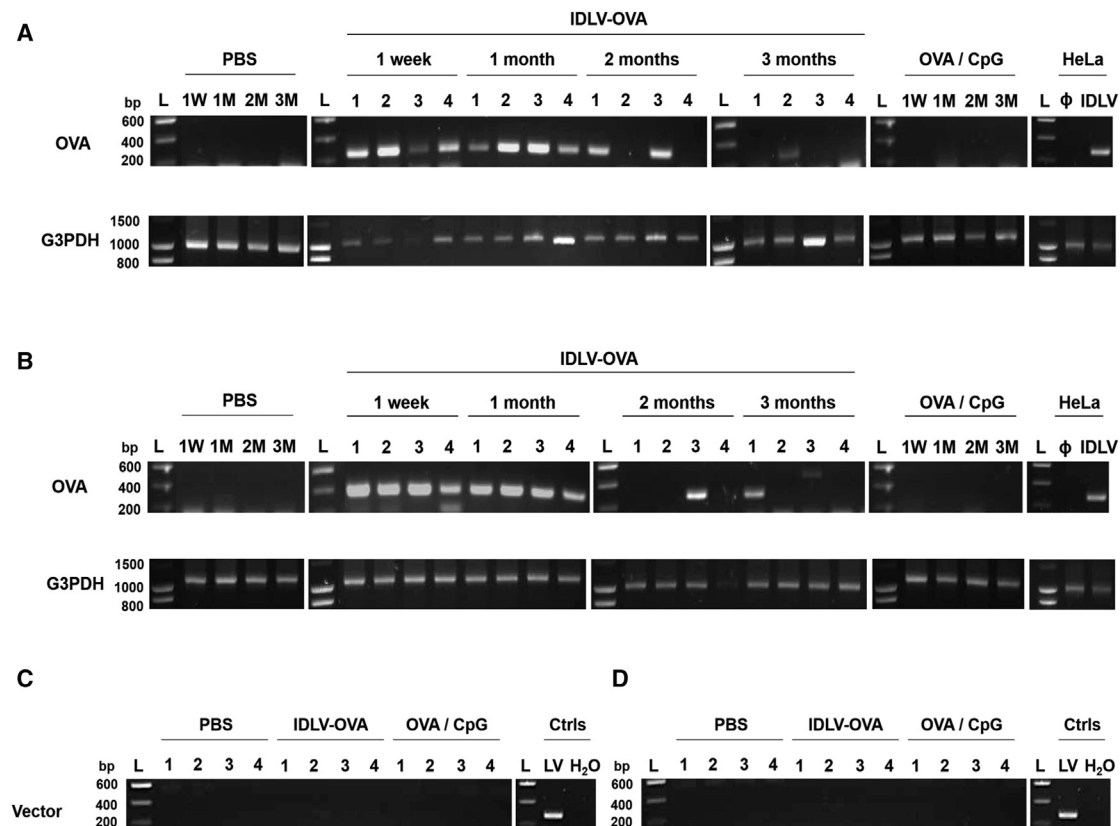 A
IDLV-OVA
PBS 1 week 1 month 2 months 3 months OVA / CpG HeLa
bp L 1W 1M 2M 3M L 1 2 3 4 1 2 3 4 1 2 3 4 L 1 2 3 4 L 1W 1M 2M 3M L Φ IDLV
600
OVA 400
200
1500
G3PDH 1000
800
B
IDLV-OVA
PBS 1 week 1 month 2 months 3 months OVA / CpG HeLa
bp L 1W 1M 2M 3M L 1 2 3 4 1 2 3 4 L 1 2 3 4 1 2 3 4 L 1W 1M 2M 3M L Φ IDLV
600
OVA 400
200
1500
G3PDH 1000
800
C D
PBS IDLV-OVA OVA / CpG Ctrls PBS IDLV-OVA OVA / CpG Ctrls
bp L 1 2 3 4 1 2 3 4 1 2 3 4 L LV H₂O bp L 1 2 3 4 1 2 3 4 1 2 3 4 L LV H₂O
600 600
400 400
Vector
200 200